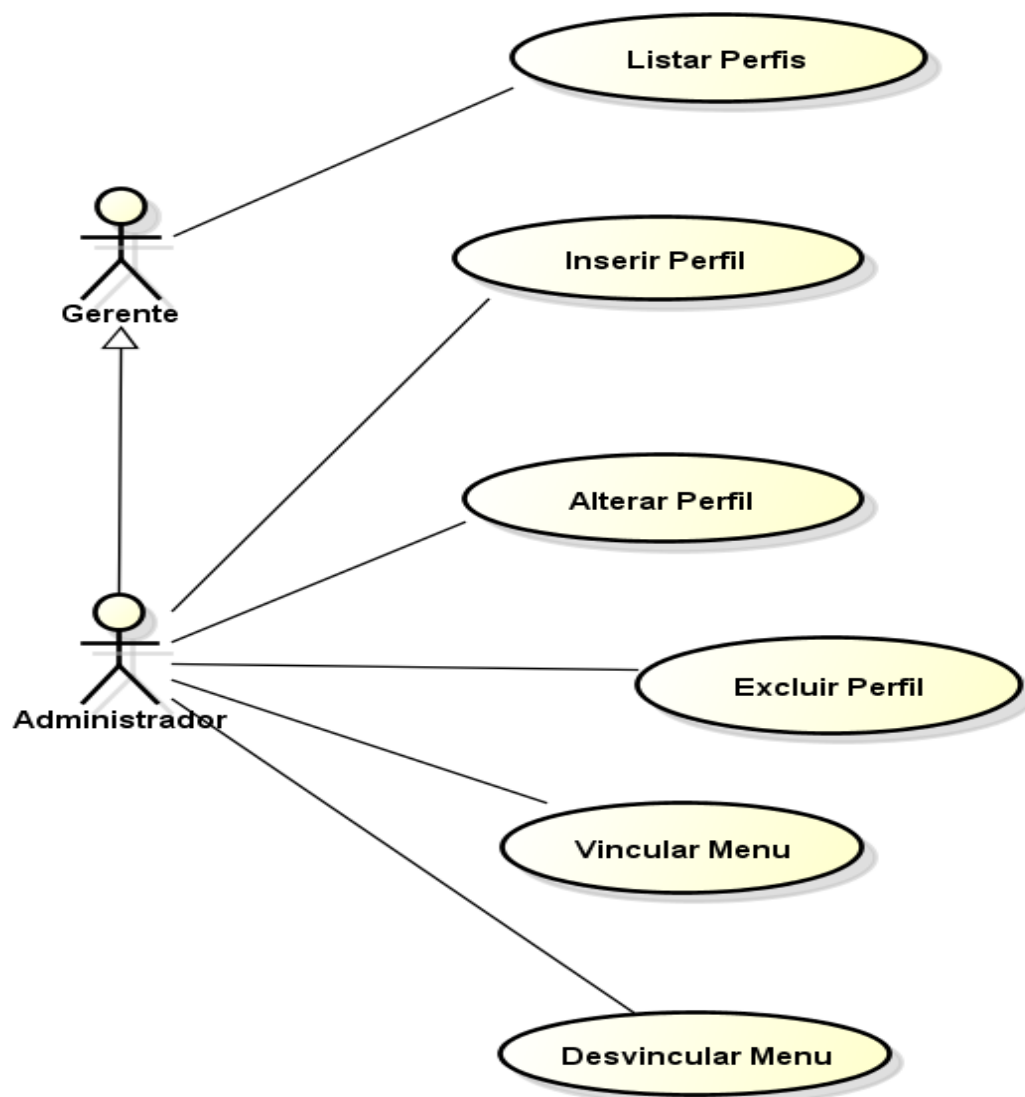 Listar Perfis
Inserir Perfil
Gerente
Alterar Perfil
Excluir Perfil
Administrador
Vincular Menu
Desvincular Menu